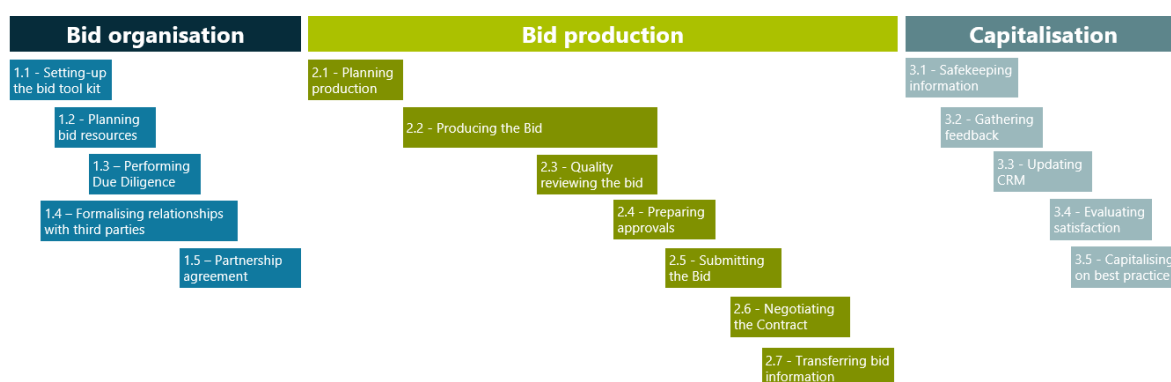 Bid organisation
Bid production
Capitalisation
1.1 - Setting-up
the bid tool kit
1.2 - Planning
bid resources
1.3 – Performing
Due Diligence
1.4 – Formalising relationships
with third parties
1.5 – Partnership
agreement
2.1 - Planning
production
2.2 - Producing the Bid
2.3 - Quality
reviewing the bid
2.4 - Preparing
approvals
2.5 - Submitting
the Bid
2.6 - Negotiating
the Contract
2.7 - Transferring bid
information
3.1 - Safekeeping
information
3.2 - Gathering
feedback
3.3 - Updating
CRM
3.4 - Evaluating
satisfaction
3.5 - Capitalising
on best practice